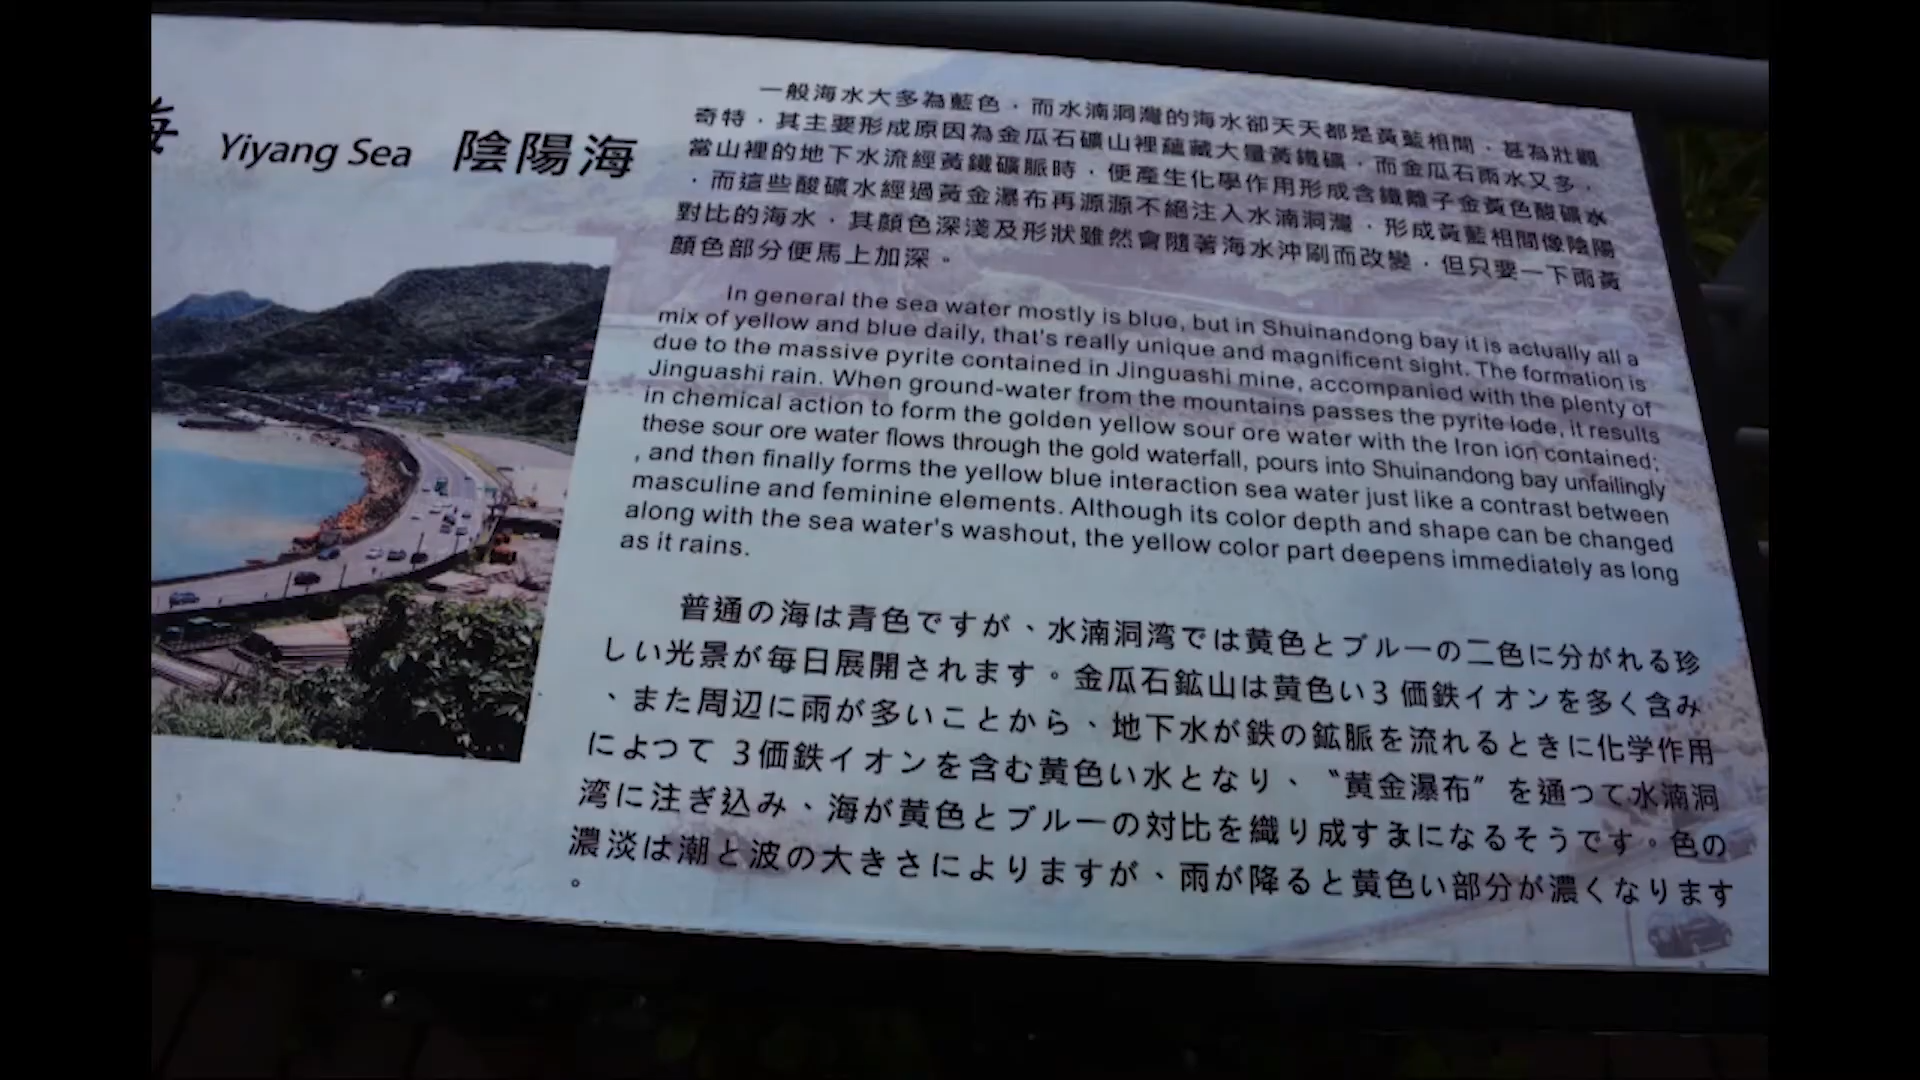 海 Yiyang Sea 陰陽海
一般海水大多為藍色，而水湳洞灣的海水卻天天都是黃藍相間，甚為壯觀
奇特，其主要形成原因為金瓜石礦山裡蘊藏大量黃鐵礦，而金瓜石雨水又多，
當山裡的地下水流經黃鐵礦脈時，便產生化學作用形成含鐵離子金黃色酸礦水
，而這些酸礦水經過黃金瀑布再源源不絕注入水湳洞灣，形成黃藍相間像陰陽
對比的海水，其顏色深淺及形狀雖然會隨著海水沖刷而改變，但只要一下雨黃
顏色部分便馬上加深。
In general the sea water mostly is blue, but in Shuinandong bay it is actually all a
mix of yellow and blue daily, that's really unique and magnificent sight. The formation is
due to the massive pyrite contained in Jinguashi mine, accompanied with the plenty of
Jinguashi rain. When ground-water from the mountains passes the pyrite lode, it results
in chemical action to form the golden yellow sour ore water with the Iron ion contained;
these sour ore water flows through the gold waterfall, pours into Shuinandong bay unfailingly
, and then finally forms the yellow blue interaction sea water just like a contrast between
masculine and feminine elements. Although its color depth and shape can be changed
along with the sea water's washout, the yellow color part deepens immediately as long
as it rains.
普通の海は青色ですが、水湳洞湾では黄色とブルーの二色に分がれる珍
しい光景が毎日展開されます。金瓜石鉱山は黄色い3 価鉄イオンを多く含み
、また周辺に雨が多いことから、地下水が鉄の鉱脈を流れるときに化学作用
によつて 3価鉄イオンを含む黄色い水となり、〝黄金瀑布〞を通つて水湳洞
湾に注ぎ込み、海が黄色とブルーの対比を織り成すまになるそうです。色の
濃淡は潮と波の大きさによりますが、雨が降ると黄色い部分が濃くなります
。